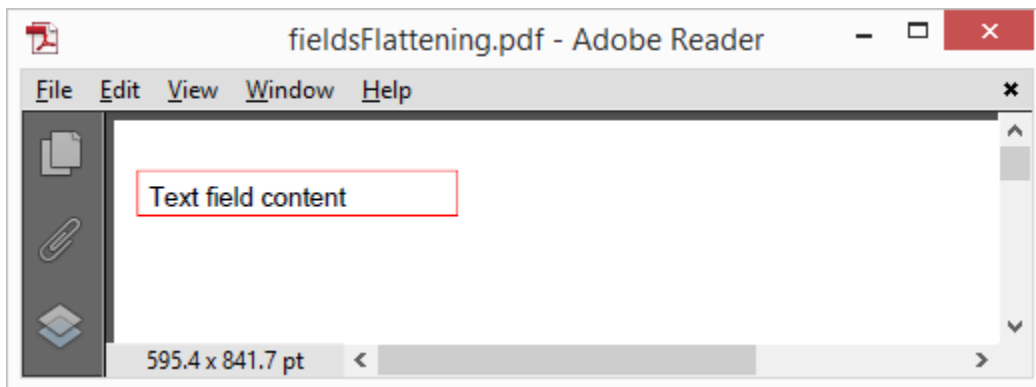 fieldsFlattening.pdf - Adobe Reader
File Edit View Window Help
Text field content
595.4 x 841.7 pt